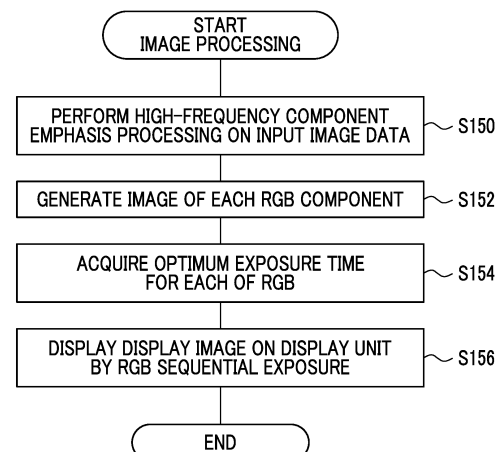 START
IMAGE PROCESSING
PERFORM HIGH-FREQUENCY COMPONENT
EMPHASIS PROCESSING ON INPUT IMAGE DATA
S150
GENERATE IMAGE OF EACH RGB COMPONENT
S152
ACQUIRE OPTIMUM EXPOSURE TIME
FOR EACH OF RGB
S154
DISPLAY DISPLAY IMAGE ON DISPLAY UNIT
BY RGB SEQUENTIAL EXPOSURE
S156
END